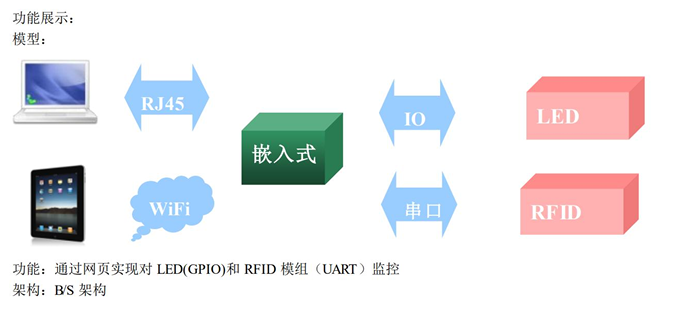 功能展示：
模型：
RJ45
IO
LED
嵌入式
WiFi
串口
RFID
功能：通过网页实现对 LED(GPIO)和 RFID 模组（UART）监控
架构：B/S 架构